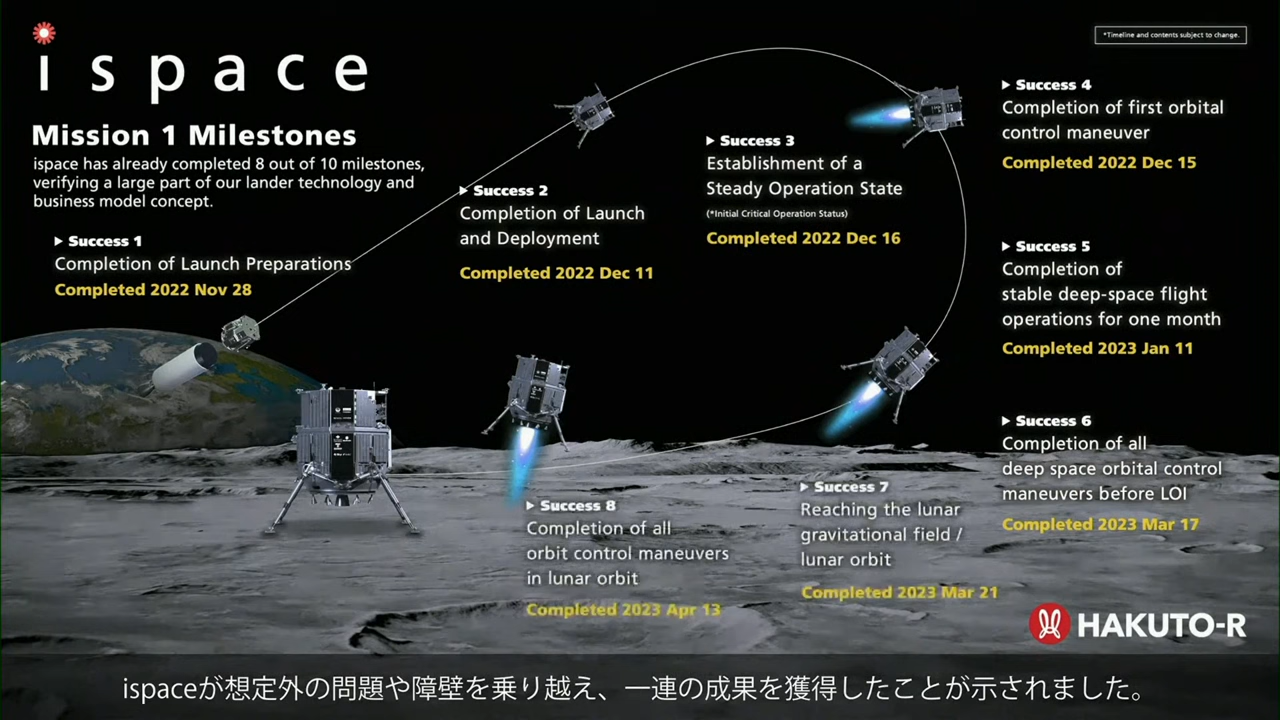 ispace
*Timeline and contents subject to change.
Mission 1 Milestones
ispace has already completed 8 out of 10 milestones,
verifying a large part of our lander technology and
business model concept.
Success 1
Completion of Launch Preparations
Completed 2022 Nov 28
Success 2
Completion of Launch
and Deployment
Completed 2022 Dec 11
Success 3
Establishment of a
Steady Operation State
(*Initial Critical Operation Status)
Completed 2022 Dec 16
Success 4
Completion of first orbital
control maneuver
Completed 2022 Dec 15
Success 5
Completion of
stable deep-space flight
operations for one month
Completed 2023 Jan 11
Success 6
Completion of all
deep space orbital control
maneuvers before LOI
Completed 2023 Mar 17
Success 7
Reaching the lunar
gravitational field /
lunar orbit
Completed 2023 Mar 21
Success 8
Completion of all
orbit control maneuvers
in lunar orbit
Completed 2023 Apr 13
HAKUTO-R
ispaceが想定外の問題や障壁を乗り越え、一連の成果を獲得したことが示されました。